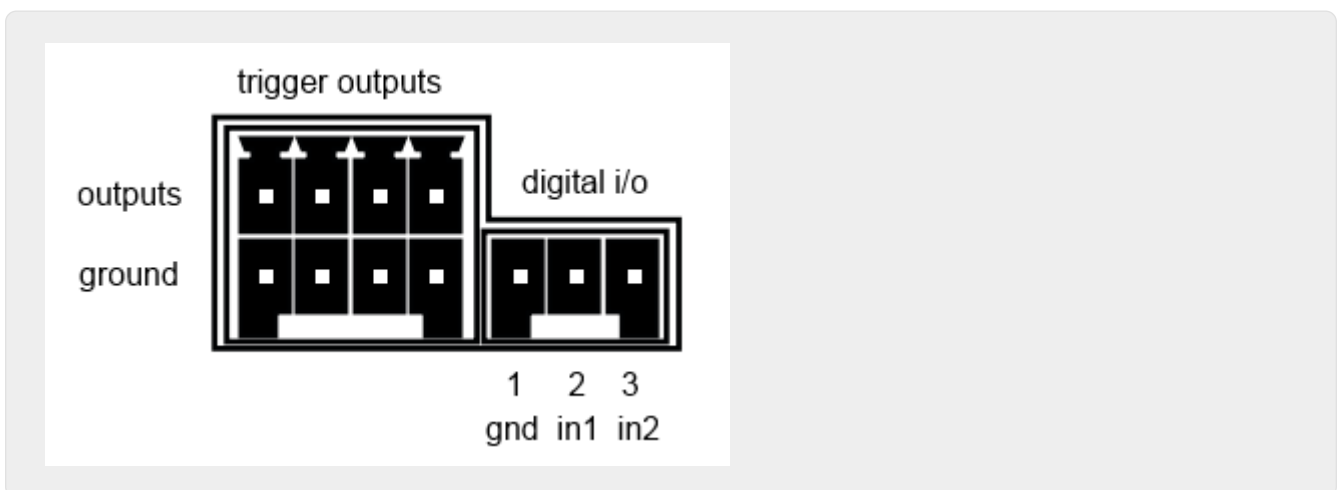 trigger outputs
digital i/o
outputs
ground
1 2 3
gnd in1 in2